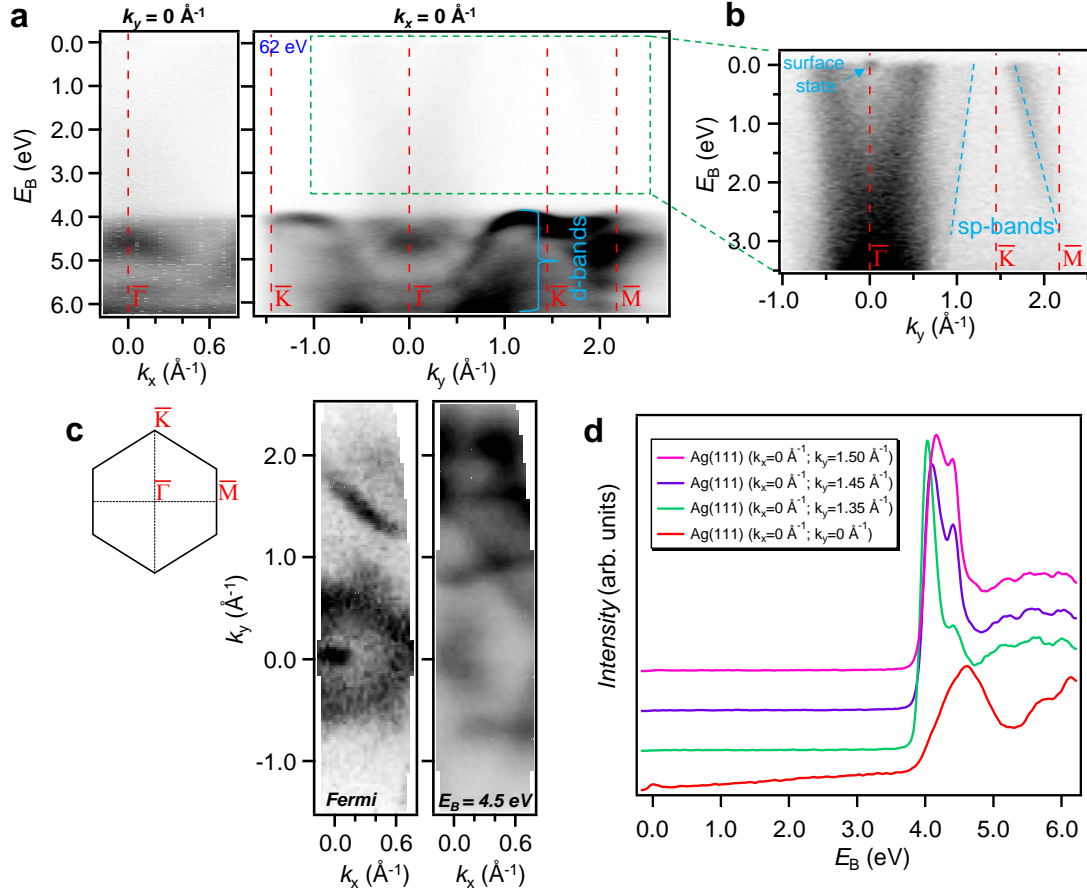 a
k_y = 0 Å⁻¹
k_x = 0 Å⁻¹
62 eV
0.0
1.0
2.0
3.0
4.0
5.0
6.0
E_B (eV)
Γ̅
K̅
Γ̅
K̅
M̅
d-bands
0.0
0.6
k_x (Å⁻¹)
-1.0
0.0
1.0
2.0
k_y (Å⁻¹)
b
surface
state
sp-bands
0.0
1.0
2.0
3.0
E_B (eV)
Γ̅
K̅
M̅
-1.0
0.0
1.0
2.0
k_y (Å⁻¹)
c
K̅
Γ̅
M̅
2.0
1.0
0.0
-1.0
k_y (Å⁻¹)
Fermi
E_B = 4.5 eV
0.0
0.6
0.0
0.6
k_x (Å⁻¹)
k_x (Å⁻¹)
d
Ag(111) (k_x=0 Å⁻¹; k_y=1.50 Å⁻¹)
Ag(111) (k_x=0 Å⁻¹; k_y=1.45 Å⁻¹)
Ag(111) (k_x=0 Å⁻¹; k_y=1.35 Å⁻¹)
Ag(111) (k_x=0 Å⁻¹; k_y=0 Å⁻¹)
Intensity (arb. units)
0.0
1.0
2.0
3.0
4.0
5.0
6.0
E_B (eV)